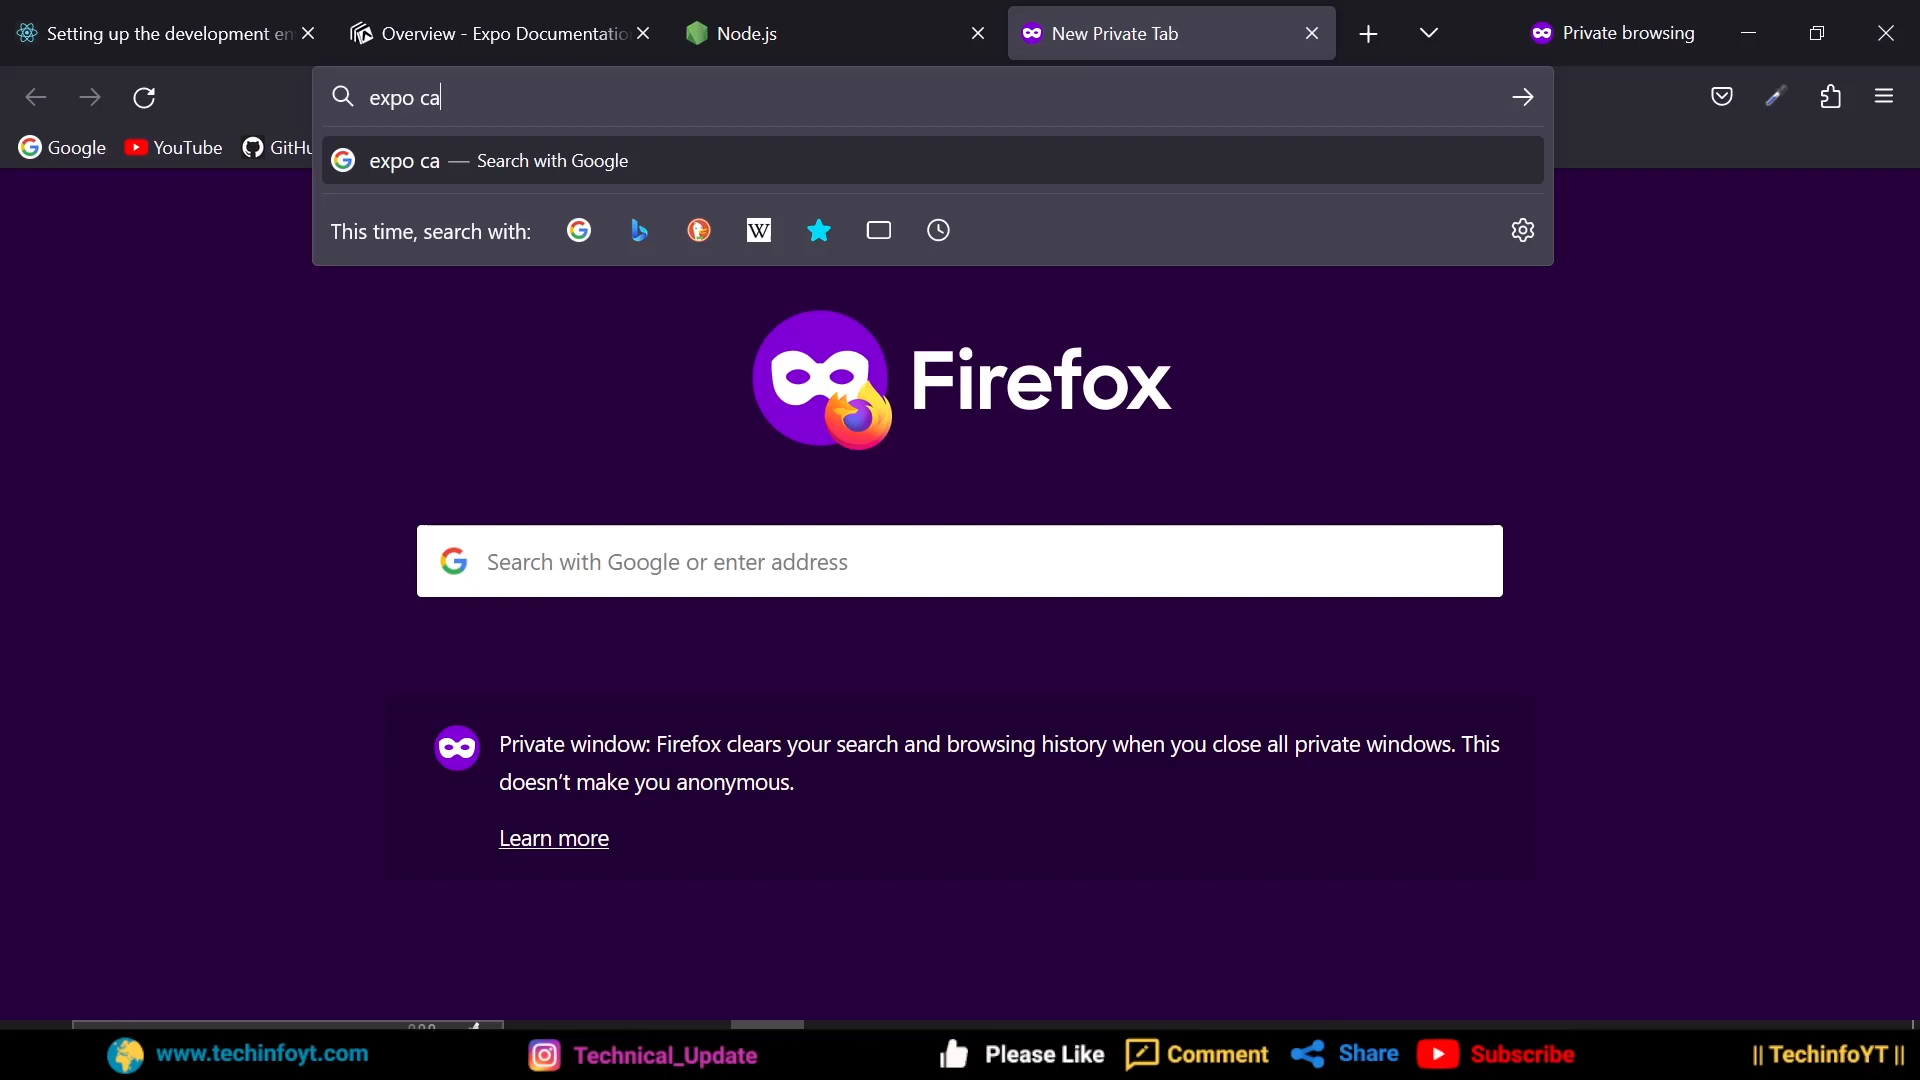 Setting up the development en
Overview - Expo Documentatio
Node.js
New Private Tab
Private browsing
expo ca
Google
YouTube
GitHu
expo ca — Search with Google
This time, search with:
W
Firefox
Search with Google or enter address
Private window: Firefox clears your search and browsing history when you close all private windows. This
doesn't make you anonymous.
Learn more
www.techinfoyt.com
Technical_Update
Please Like
Comment
Share
Subscribe
|| TechinfoYT ||